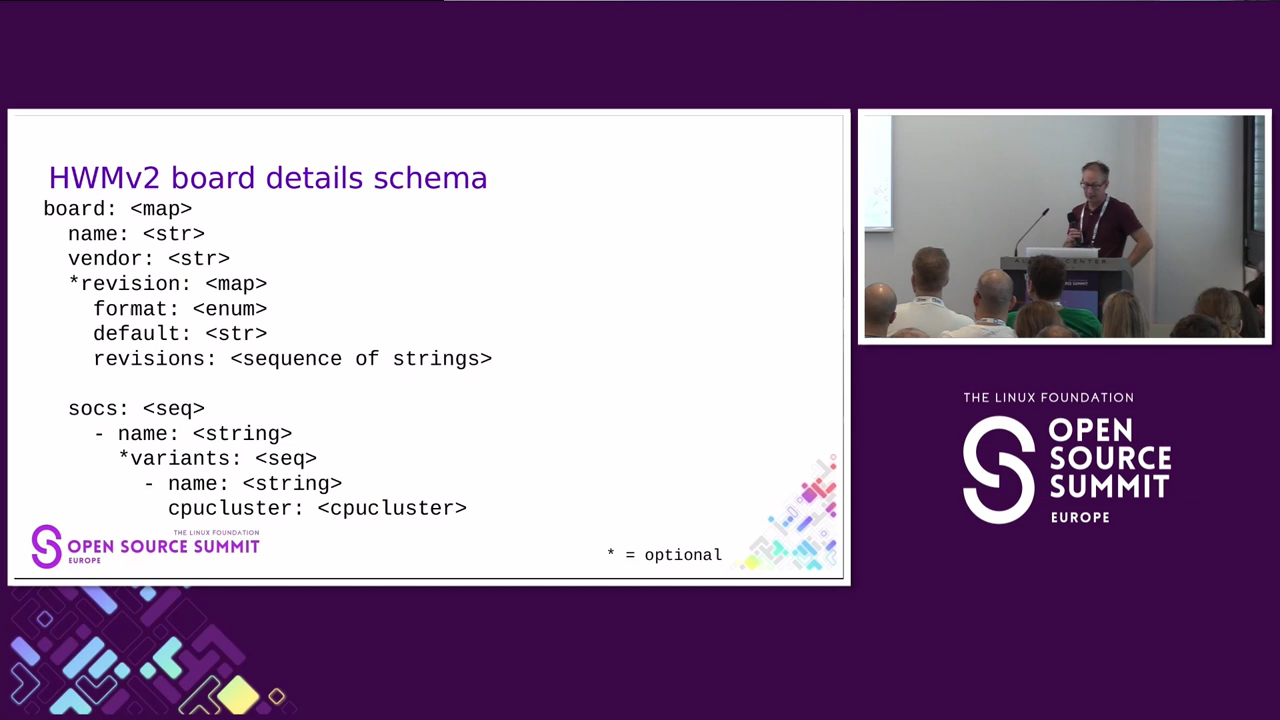 HWMv2 board details schema
board: <map>
name: <str>
vendor: <str>
*revision: <map>
format: <enum>
default: <str>
revisions: <sequence of strings>
socs: <seq>
- name: <string>
*variants: <seq>
- name: <string>
cpucluster: <cpucluster>
THE LINUX FOUNDATION
OPEN SOURCE SUMMIT
EUROPE
* = optional
THE LINUX FOUNDATION
OPEN
SOURCE
SUMMIT
EUROPE